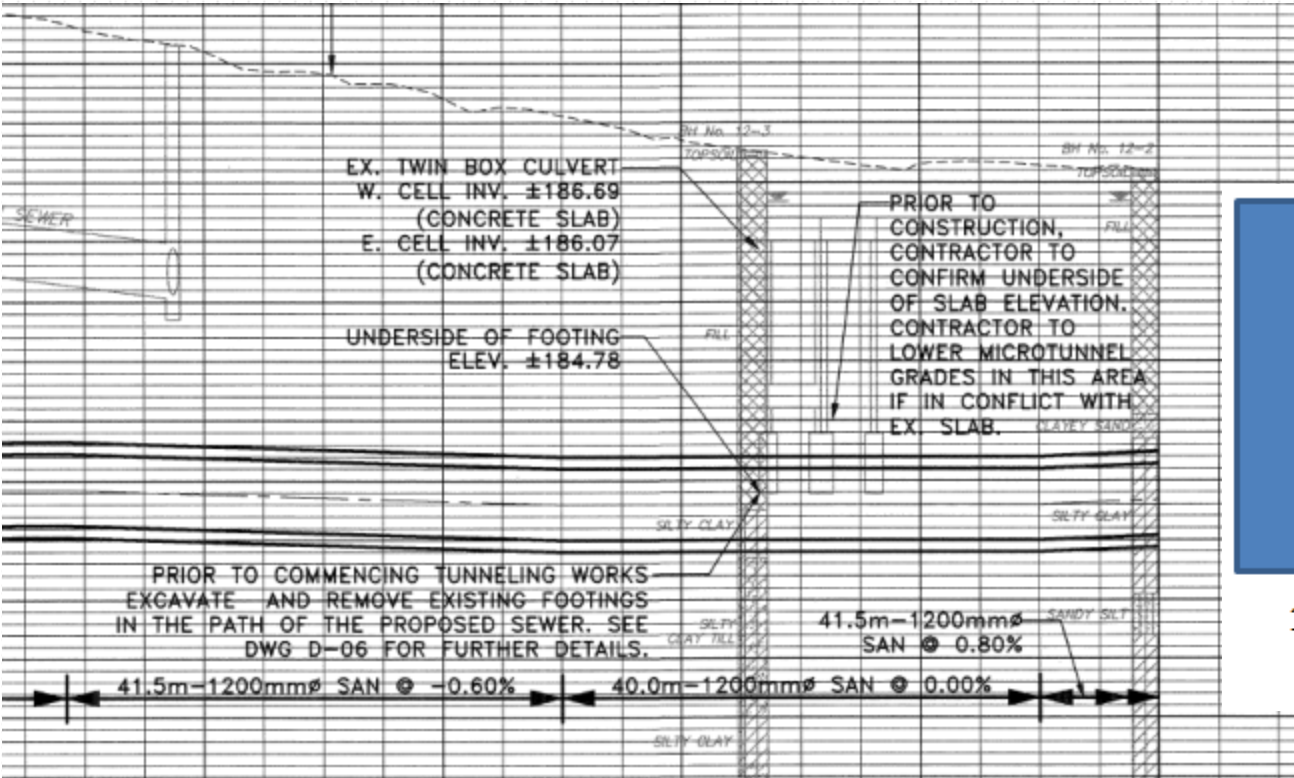 BH No. 12-3
TOPSOIL
BH No. 12-2
TOPSOIL
EX. TWIN BOX CULVERT
W. CELL INV. ±186.69
(CONCRETE SLAB)
E. CELL INV. ±186.07
(CONCRETE SLAB)
SEWER
PRIOR TO
CONSTRUCTION,
CONTRACTOR TO
CONFIRM UNDERSIDE
OF SLAB ELEVATION.
CONTRACTOR TO
LOWER MICROTUNNEL
GRADES IN THIS AREA
IF IN CONFLICT WITH
EX. SLAB.
FILL
UNDERSIDE OF FOOTING
ELEV. ±184.78
FILL
CLAYEY SAND
SILTY CLAY
SILTY CLAY
PRIOR TO COMMENCING TUNNELING WORKS
EXCAVATE AND REMOVE EXISTING FOOTINGS
IN THE PATH OF THE PROPOSED SEWER. SEE
DWG D-06 FOR FURTHER DETAILS.
SILTY
CLAY TILL
41.5m-1200mmø
SAN @ 0.80%
SANDY SILT
41.5m-1200mmø SAN @ -0.60%
40.0m-1200mmø SAN @ 0.00%
SILTY CLAY